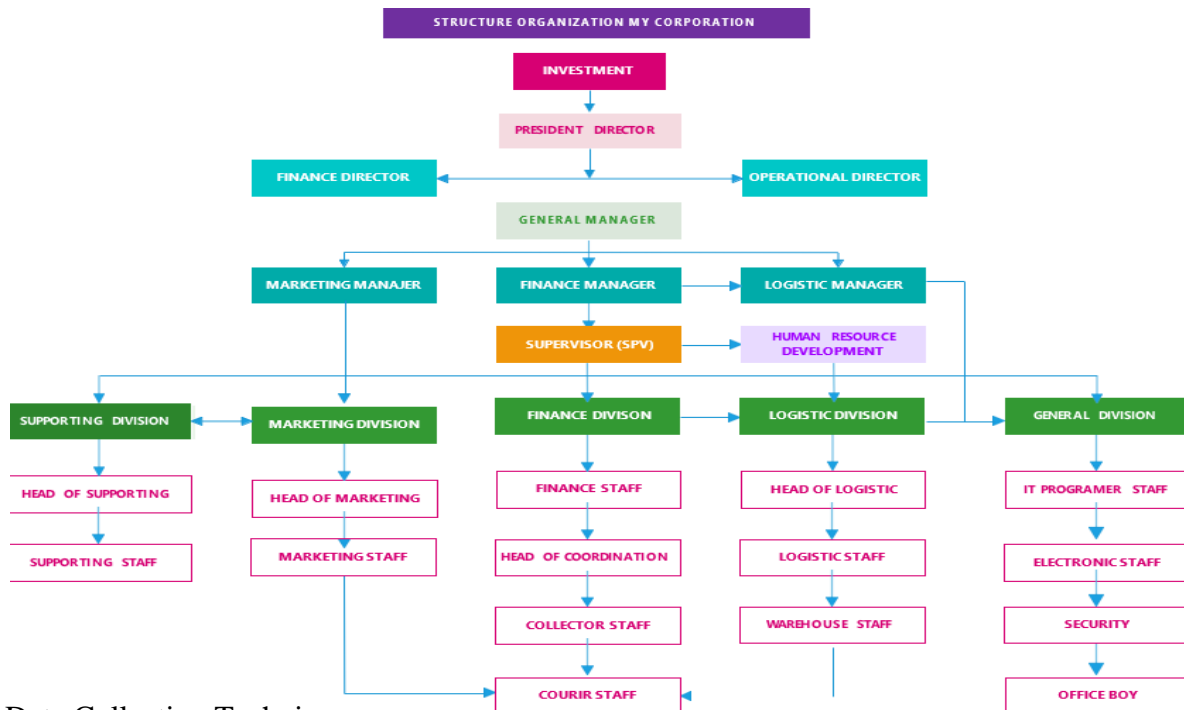 STRUCTURE ORGANIZATION MY CORPORATION
INVESTMENT
PRESIDENT DIRECTOR
FINANCE DIRECTOR
OPERATIONAL DIRECTOR
GENERAL MANAGER
MARKETING MANAJER
FINANCE MANAGER
LOGISTIC MANAGER
SUPERVISOR (SPV)
HUMAN RESOURCE
DEVELOPMENT
SUPPORTING DIVISION
MARKETING DIVISION
FINANCE DIVISON
LOGISTIC DIVISION
GENERAL DIVISION
HEAD OF SUPPORTING
HEAD OF MARKETING
FINANCE STAFF
HEAD OF LOGISTIC
IT PROGRAMER STAFF
SUPPORTING STAFF
MARKETING STAFF
HEAD OF COORDINATION
LOGISTIC STAFF
ELECTRONIC STAFF
COLLECTOR STAFF
WAREHOUSE STAFF
SECURITY
COURIR STAFF
OFFICE BOY